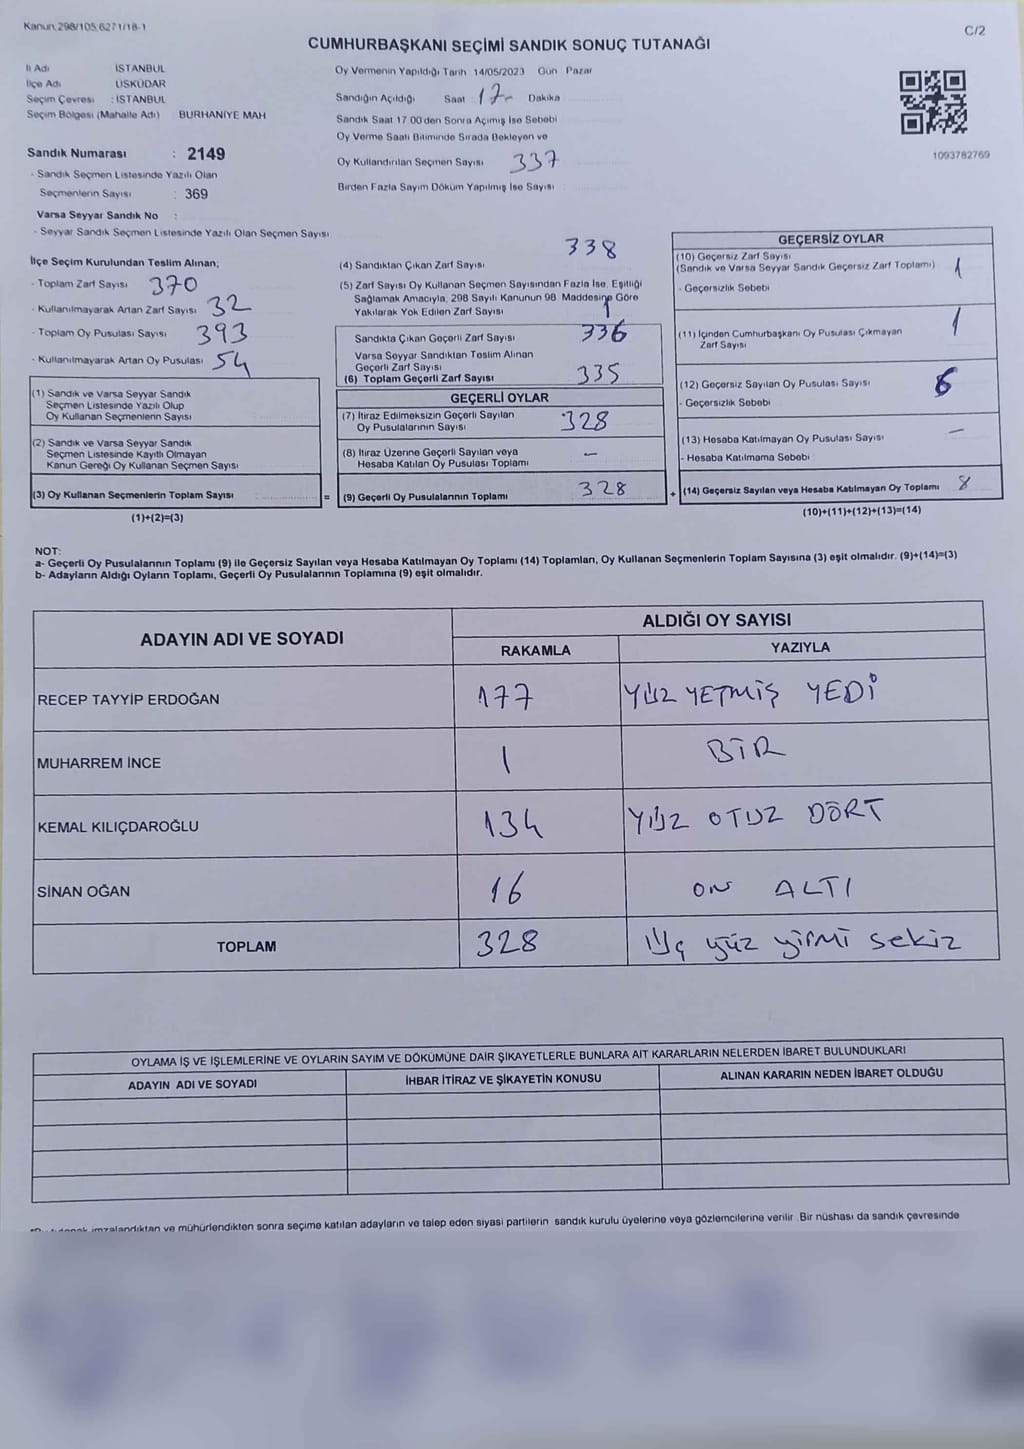 Kanun.298/105.6271/18-1
C/2
CUMHURBAŞKANI SEÇİMİ SANDIK SONUÇ TUTANAĞI
İl Adı İSTANBUL
İlçe Adı ÜSKÜDAR
Seçim Çevresi : İSTANBUL
Seçim Bölgesi (Mahalle Adı) BURHANİYE MAH
Sandık Numarası : 2149
- Sandık Seçmen Listesinde Yazılı Olan
Seçmenlerin Sayısı : 369
Varsa Seyyar Sandık No :
- Seyyar Sandık Seçmen Listesinde Yazılı Olan Seçmen Sayısı
Oy Vermenin Yapıldığı Tarih 14/05/2023 Gün Pazar
Sandığın Açıldığı Saat 17- Dakika
Sandık Saat 17.00'den Sonra Açılmış İse Sebebi
Oy Verme Saati Bitiminde Sırada Bekleyen ve
Oy Kullandırılan Seçmen Sayısı 337
Birden Fazla Sayım Döküm Yapılmış İse Sayısı
1093782769
İlçe Seçim Kurulundan Teslim Alınan;
- Toplam Zarf Sayısı 370
- Kullanılmayarak Artan Zarf Sayısı 32
- Toplam Oy Pusulası Sayısı 393
- Kullanılmayarak Artan Oy Pusulası 54
(1) Sandık ve Varsa Seyyar Sandık
Seçmen Listesinde Yazılı Olup
Oy Kullanan Seçmenlerin Sayısı
(2) Sandık ve Varsa Seyyar Sandık
Seçmen Listesinde Kayıtlı Olmayan
Kanun Gereği Oy Kullanan Seçmen Sayısı
(3) Oy Kullanan Seçmenlerin Toplam Sayısı
(1)+(2)=(3)
(4) Sandıktan Çıkan Zarf Sayısı 338
(5) Zarf Sayısı Oy Kullanan Seçmen Sayısından Fazla İse, Eşitliği
Sağlamak Amacıyla, 298 Sayılı Kanunun 98. Maddesine Göre
Yakılarak Yok Edilen Zarf Sayısı 1
Sandıkta Çıkan Geçerli Zarf Sayısı 336
Varsa Seyyar Sandıktan Teslim Alınan
Geçerli Zarf Sayısı
(6) Toplam Geçerli Zarf Sayısı 335
GEÇERLİ OYLAR
(7) İtiraz Edilmeksizin Geçerli Sayılan
Oy Pusulalarının Sayısı 328
(8) İtiraz Üzerine Geçerli Sayılan veya
Hesaba Katılan Oy Pusulası Toplamı –
= (9) Geçerli Oy Pusulalarının Toplamı 328
GEÇERSİZ OYLAR
(10) Geçersiz Zarf Sayısı
(Sandık ve Varsa Seyyar Sandık Geçersiz Zarf Toplamı) 1
- Geçersizlik Sebebi
(11) İçinden Cumhurbaşkanı Oy Pusulası Çıkmayan
Zarf Sayısı 1
(12) Geçersiz Sayılan Oy Pusulası Sayısı 6
- Geçersizlik Sebebi
(13) Hesaba Katılmayan Oy Pusulası Sayısı –
- Hesaba Katılmama Sebebi
+ (14) Geçersiz Sayılan veya Hesaba Katılmayan Oy Toplamı 8
(10)+(11)+(12)+(13)=(14)
NOT:
a- Geçerli Oy Pusulalarının Toplamı (9) ile Geçersiz Sayılan veya Hesaba Katılmayan Oy Toplamı (14) Toplamları, Oy Kullanan Seçmenlerin Toplam Sayısına (3) eşit olmalıdır. (9)+(14)=(3)
b- Adayların Aldığı Oyların Toplamı, Geçerli Oy Pusulalarının Toplamına (9) eşit olmalıdır.
ADAYIN ADI VE SOYADI
ALDIĞI OY SAYISI
RAKAMLA YAZIYLA
RECEP TAYYİP ERDOĞAN 177 YÜZ YETMİŞ YEDİ
MUHARREM İNCE 1 BİR
KEMAL KILIÇDAROĞLU 134 YÜZ OTUZ DÖRT
SİNAN OĞAN 16 ON ALTI
TOPLAM 328 Üç yüz yirmi sekiz
OYLAMA İŞ VE İŞLEMLERİNE VE OYLARIN SAYIM VE DÖKÜMÜNE DAİR ŞİKAYETLERLE BUNLARA AİT KARARLARIN NELERDEN İBARET BULUNDUKLARI
ADAYIN ADI VE SOYADI İHBAR İTİRAZ VE ŞİKAYETİN KONUSU ALINAN KARARIN NEDEN İBARET OLDUĞU
imzalandıktan ve mühürlendikten sonra seçime katılan adayların ve talep eden siyasi partilerin sandık kurulu üyelerine veya gözlemcilerine verilir. Bir nüshası da sandık çevresinde